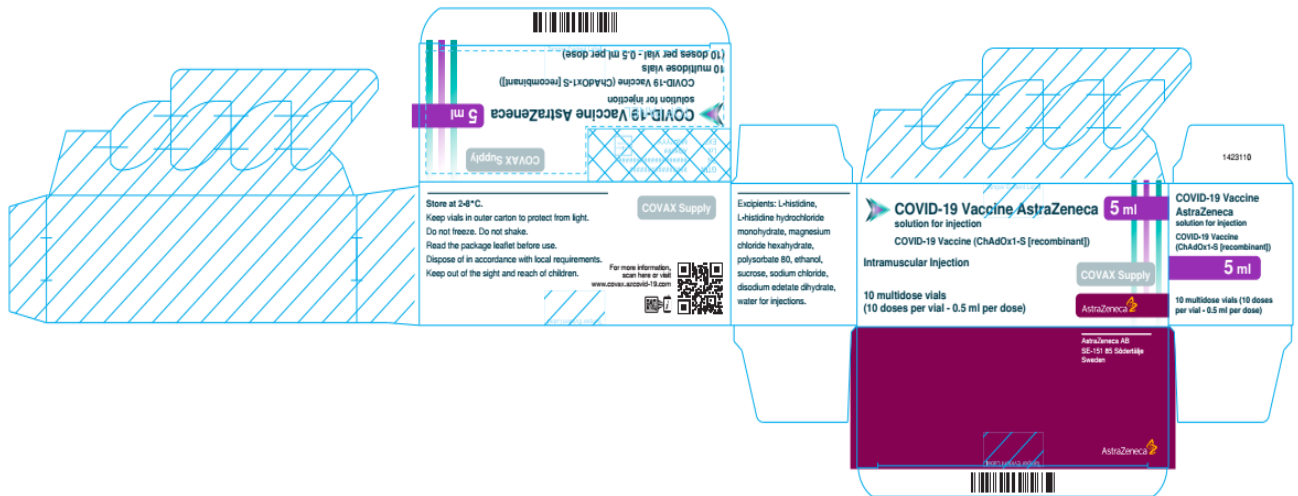 (10 doses per vial - 0.5 ml per dose)
10 multidose vials
COVID-19 Vaccine (ChAdOx1-S [recombinant])
solution for injection
COVID-19 Vaccine AstraZeneca
5 ml
COVAX Supply
Store at 2-8°C.
Keep vials in outer carton to protect from light.
Do not freeze. Do not shake.
Read the package leaflet before use.
Dispose of in accordance with local requirements.
Keep out of the sight and reach of children.
COVAX Supply
For more information,
scan here or visit
www.covax.azcovid-19.com
Excipients: L-histidine,
L-histidine hydrochloride
monohydrate, magnesium
chloride hexahydrate,
polysorbate 80, ethanol,
sucrose, sodium chloride,
disodium edetate dihydrate,
water for injections.
COVID-19 Vaccine AstraZeneca
5 ml
solution for injection
COVID-19 Vaccine (ChAdOx1-S [recombinant])
Intramuscular Injection
COVAX Supply
10 multidose vials
(10 doses per vial - 0.5 ml per dose)
AstraZeneca
AstraZeneca AB
SE-151 85 Södertälje
Sweden
AstraZeneca
1423110
COVID-19 Vaccine
AstraZeneca
solution for injection
COVID-19 Vaccine
(ChAdOx1-S [recombinant])
5 ml
10 multidose vials (10 doses
per vial - 0.5 ml per dose)